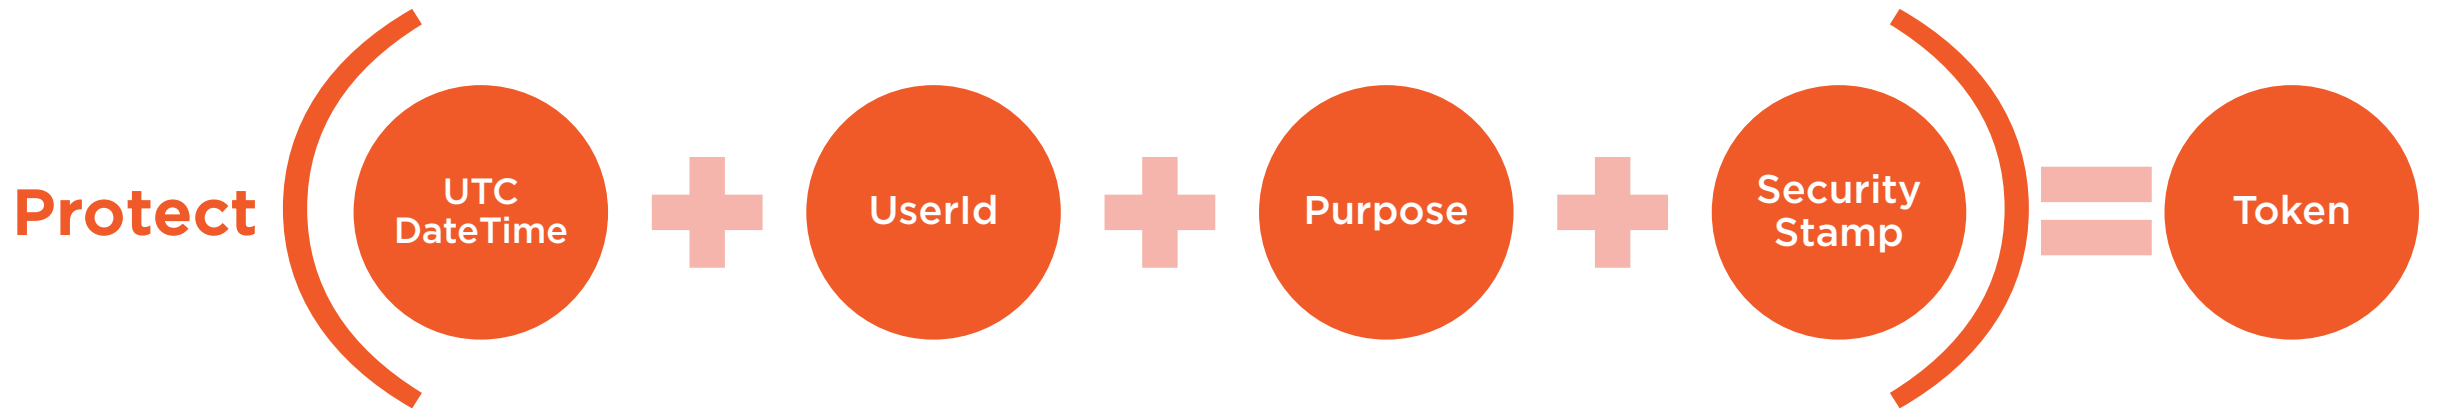 Protect
UTC
DateTime
UserId
Purpose
Security
Stamp
Token